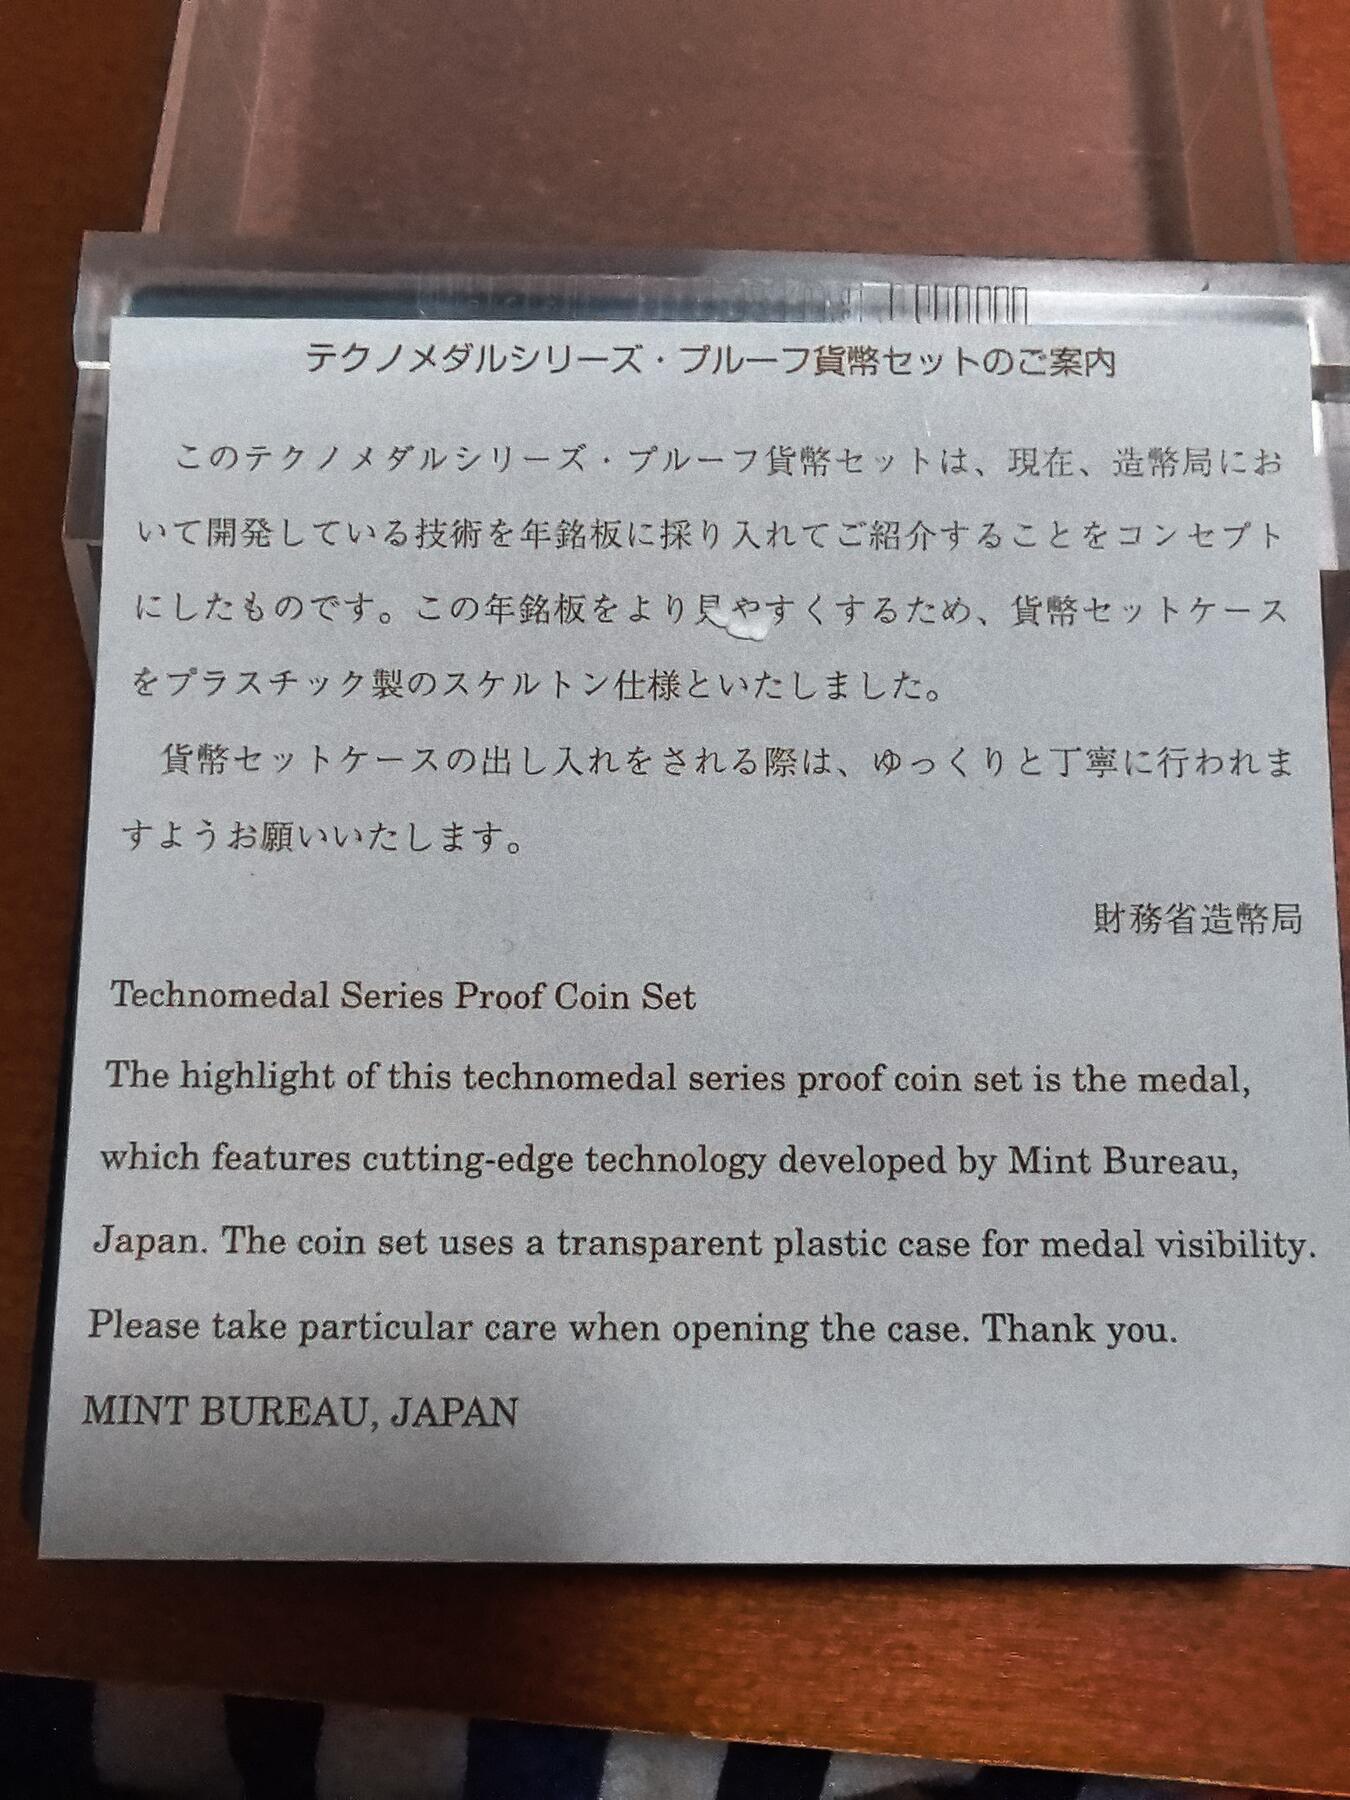 テクノメダルシリーズ・プルーフ貨幣セットのご案内
このテクノメダルシリーズ・プルーフ貨幣セットは、現在、造幣局にお
いて開発している技術を年銘板に採り入れてご紹介することをコンセプト
にしたものです。この年銘板をより見やすくするため、貨幣セットケース
をプラスチック製のスケルトン仕様といたしました。
貨幣セットケースの出し入れをされる際は、ゆっくりと丁寧に行われま
すようお願いいたします。
財務省造幣局
Technomedal Series Proof Coin Set
The highlight of this technomedal series proof coin set is the medal,
which features cutting-edge technology developed by Mint Bureau,
Japan. The coin set uses a transparent plastic case for medal visibility.
Please take particular care when opening the case. Thank you.
MINT BUREAU, JAPAN